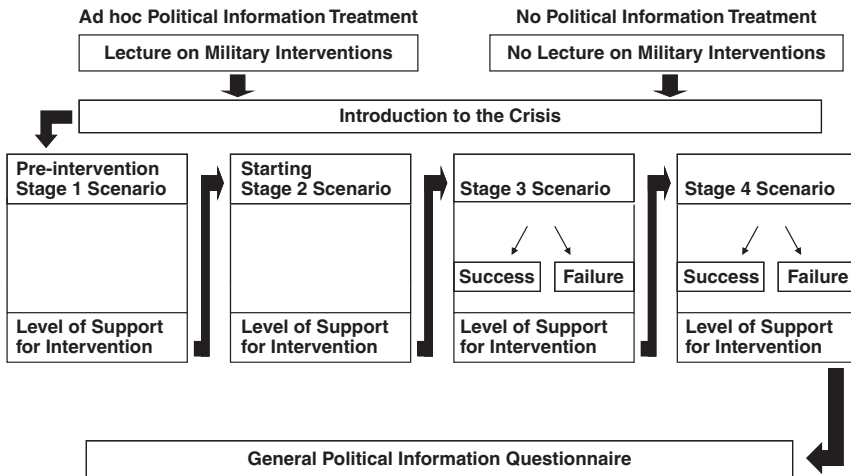 Ad hoc Political Information Treatment
No Political Information Treatment
Lecture on Military Interventions
No Lecture on Military Interventions
Introduction to the Crisis
Pre-intervention
Stage 1 Scenario
Starting
Stage 2 Scenario
Stage 3 Scenario
Stage 4 Scenario
Success
Failure
Success
Failure
Level of Support
for Intervention
Level of Support
for Intervention
Level of Support
for Intervention
Level of Support
for Intervention
General Political Information Questionnaire